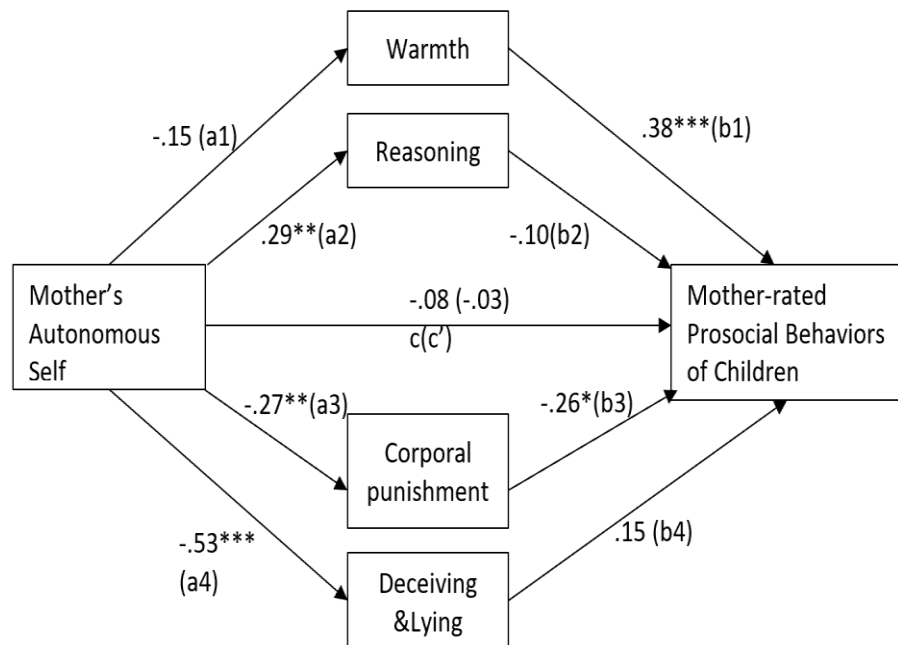 Warmth
-.15 (a1)
.38***(b1)
Reasoning
.29**(a2)
-.10(b2)
Mother’s
Autonomous
Self
-.08 (-.03)
c(c’)
Mother-rated
Prosocial Behaviors
of Children
-.27**(a3)
-.26*(b3)
Corporal
punishment
-.53***
(a4)
.15 (b4)
Deceiving
&Lying